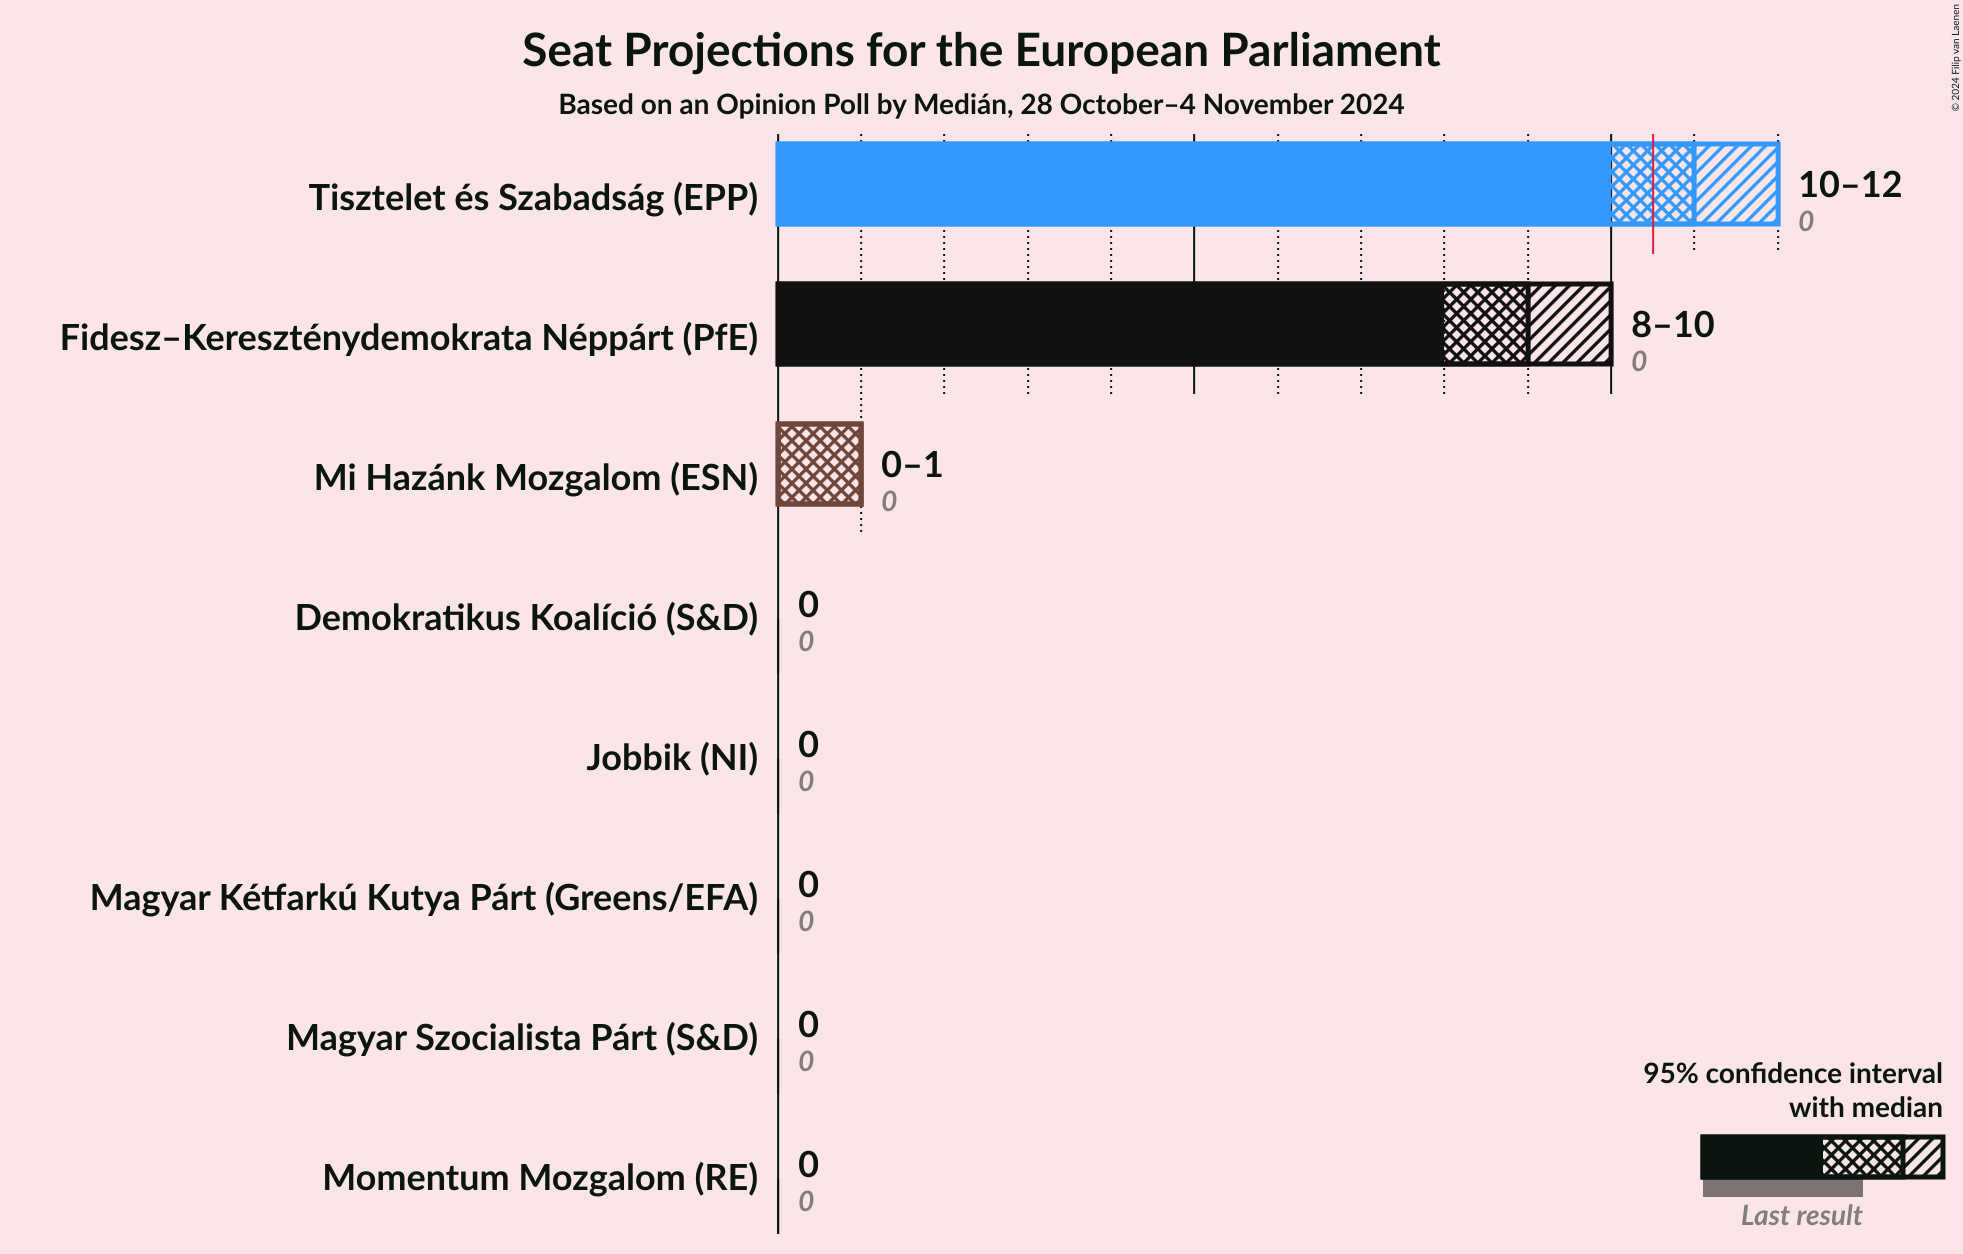 Seat Projections for the European Parliament
Based on an Opinion Poll by Medián, 28 October–4 November 2024
© 2024 Filip van Laenen
Tisztelet és Szabadság (EPP)
10–12
0
Fidesz–Kereszténydemokrata Néppárt (PfE)
8–10
0
Mi Hazánk Mozgalom (ESN)
0–1
0
Demokratikus Koalíció (S&D)
0
0
Jobbik (NI)
0
0
Magyar Kétfarkú Kutya Párt (Greens/EFA)
0
0
Magyar Szocialista Párt (S&D)
0
0
Momentum Mozgalom (RE)
0
0
95% confidence interval
with median
Last result